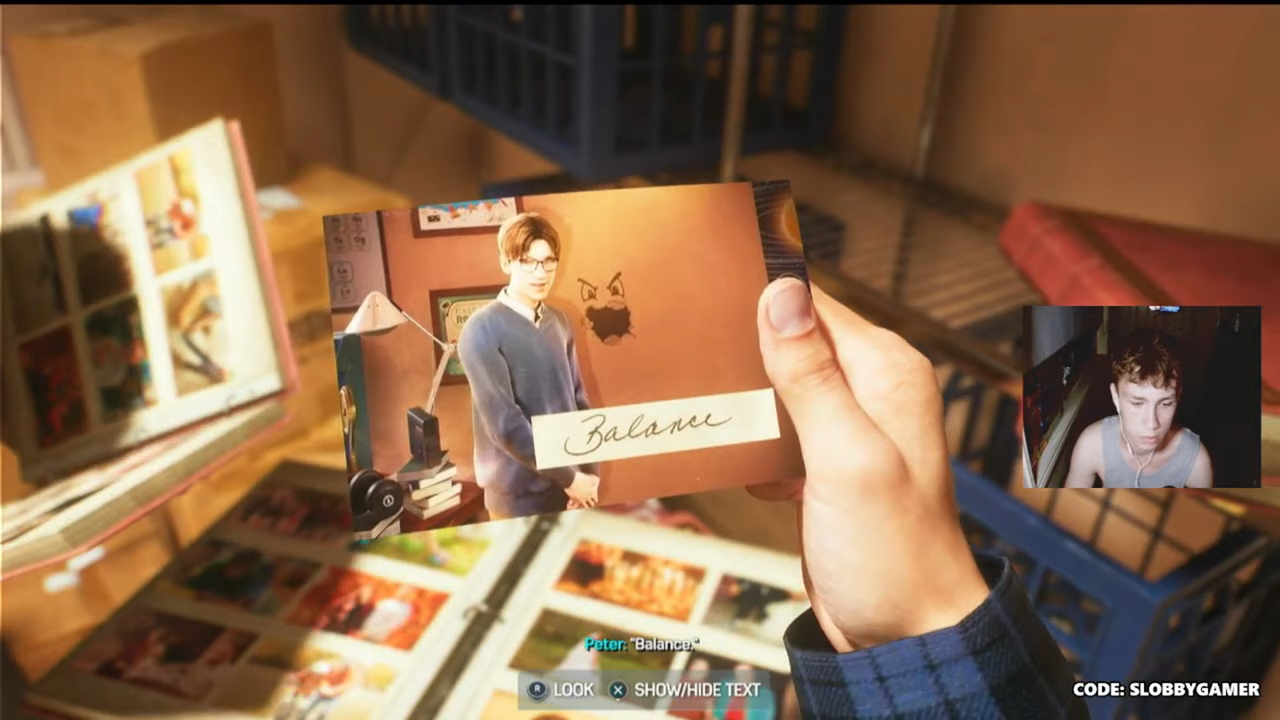 Balance
Peter: "Balance."
R LOOK X SHOW/HIDE TEXT
CODE: SLOBBYGAMER